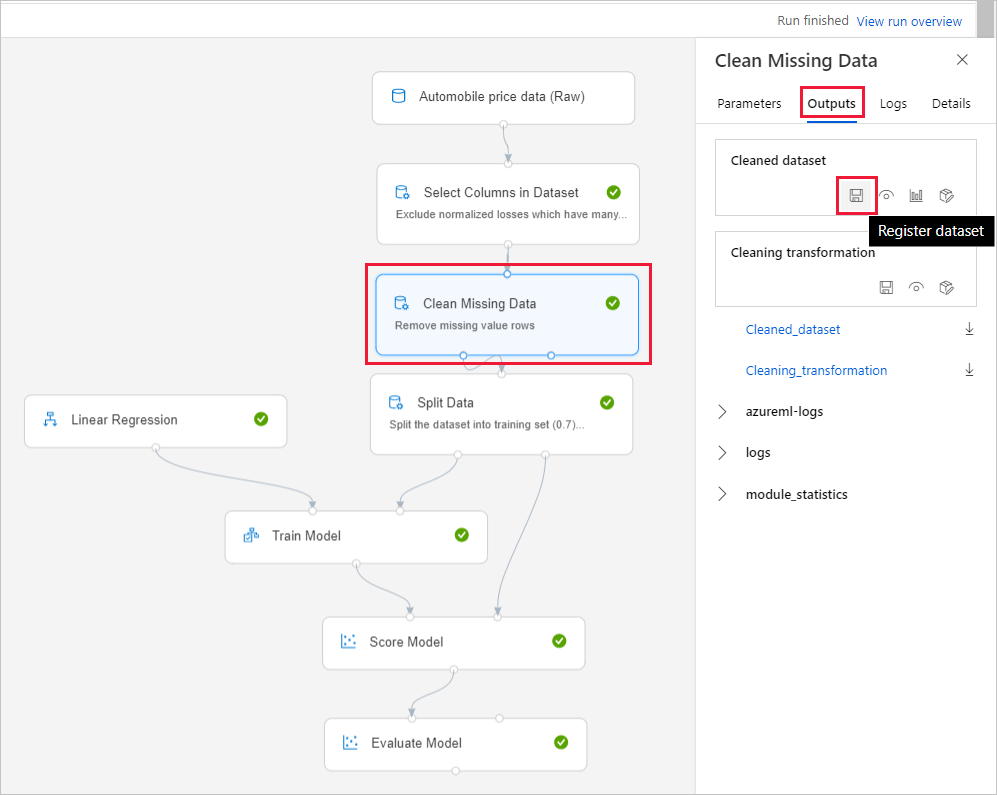 Run finished View run overview
Clean Missing Data
Parameters Outputs Logs Details
Cleaned dataset
Register dataset
Cleaning transformation
Cleaned_dataset
Cleaning_transformation
azureml-logs
logs
module_statistics
Automobile price data (Raw)
Select Columns in Dataset
Exclude normalized losses which have many...
Clean Missing Data
Remove missing value rows
Split Data
Split the dataset into training set (0.7)...
Linear Regression
Train Model
Score Model
Evaluate Model